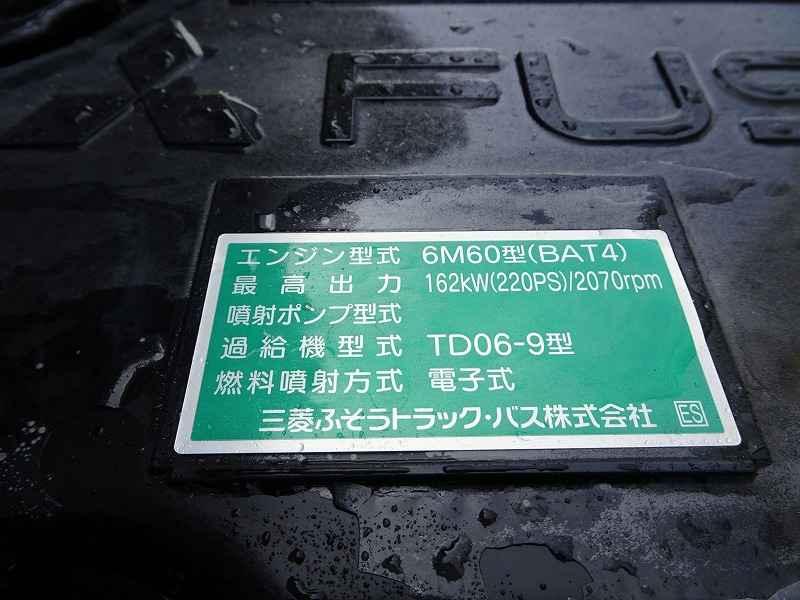 FUS
エンジン型式 6M60型(BAT4)
最高出力 162kW(220PS)/2070rpm
噴射ポンプ型式
過給機型式 TD06-9型
燃料噴射方式 電子式
三菱ふそうトラック・バス株式会社 ES